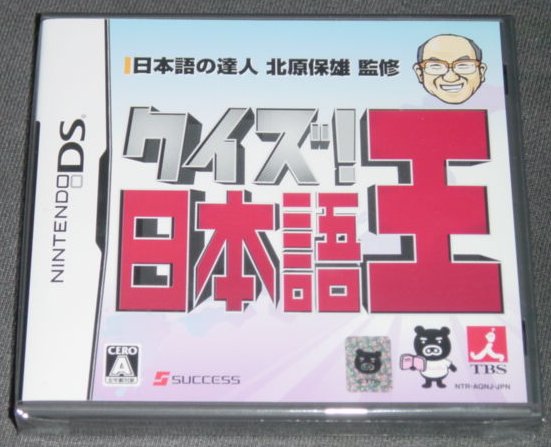 日本語の達人 北原保雄 監修
クイズ!
日本語王
NINTENDO DS
CERO
A
SUCCESS
TBS
NTR-AQNJ-JPN